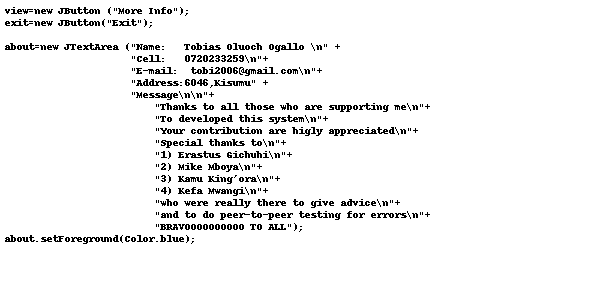 view=new JButton ("More Info");
exit=new JButton("Exit");
about=new JTextArea ("Name:   Tobias Oluoch Ogallo \n" +
"Cell:   0720233259\n"+
"E-mail:  tobi2006@gmail.com\n"+
"Address:6046,Kisumu" +
"Message\n\n"+
"Thanks to all those who are supporting me\n"+
"To developed this system\n"+
"Your contribution are higly appreciated\n"+
"Special thanks to\n"+
"1) Erastus Gichuhi\n"+
"2) Mike Mboya\n"+
"3) Kamu King'ora\n"+
"4) Kefa Mwangi\n"+
"who were really there to give advice\n"+
"and to do peer-to-peer testing for errors\n"+
"BRAVOOOOOOOOOO TO ALL");
about.setForeground(Color.blue);